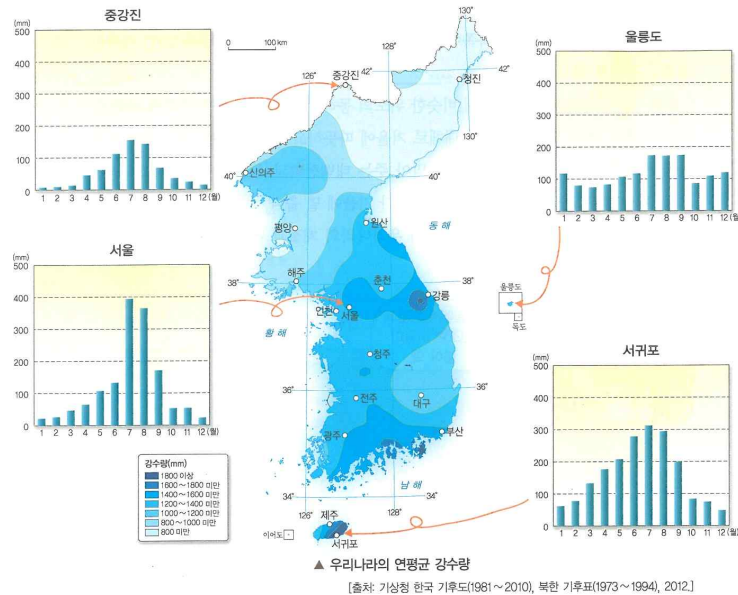 중강진
(mm)
500
400
300
200
100
0
1 2 3 4 5 6 7 8 9 10 11 12(월)
서울
(mm)
500
400
300
200
100
0
1 2 3 4 5 6 7 8 9 10 11 12(월)
울릉도
(mm)
500
400
300
200
100
0
1 2 3 4 5 6 7 8 9 10 11 12(월)
서귀포
(mm)
500
400
300
200
100
0
1 2 3 4 5 6 7 8 9 10 11 12(월)
0 100 km
130°
128°
126°
중강진 42°
42°
청진
130°
신의주
40°
40°
원산
평양
동 해
해주
38°
춘천
38°
강릉
인천
서울
황 해
울릉도
독도
청주
36°
36°
전주
대구
광주
부산
남 해
34°
34°
126°
128°
제주
이어도
서귀포
강수량(mm)
1800 이상
1600~1800 미만
1400~1600 미만
1200~1400 미만
1000~1200 미만
800~1000 미만
800 미만
▲ 우리나라의 연평균 강수량
[출처: 기상청 한국 기후도(1981~2010), 북한 기후표(1973~1994), 2012.]